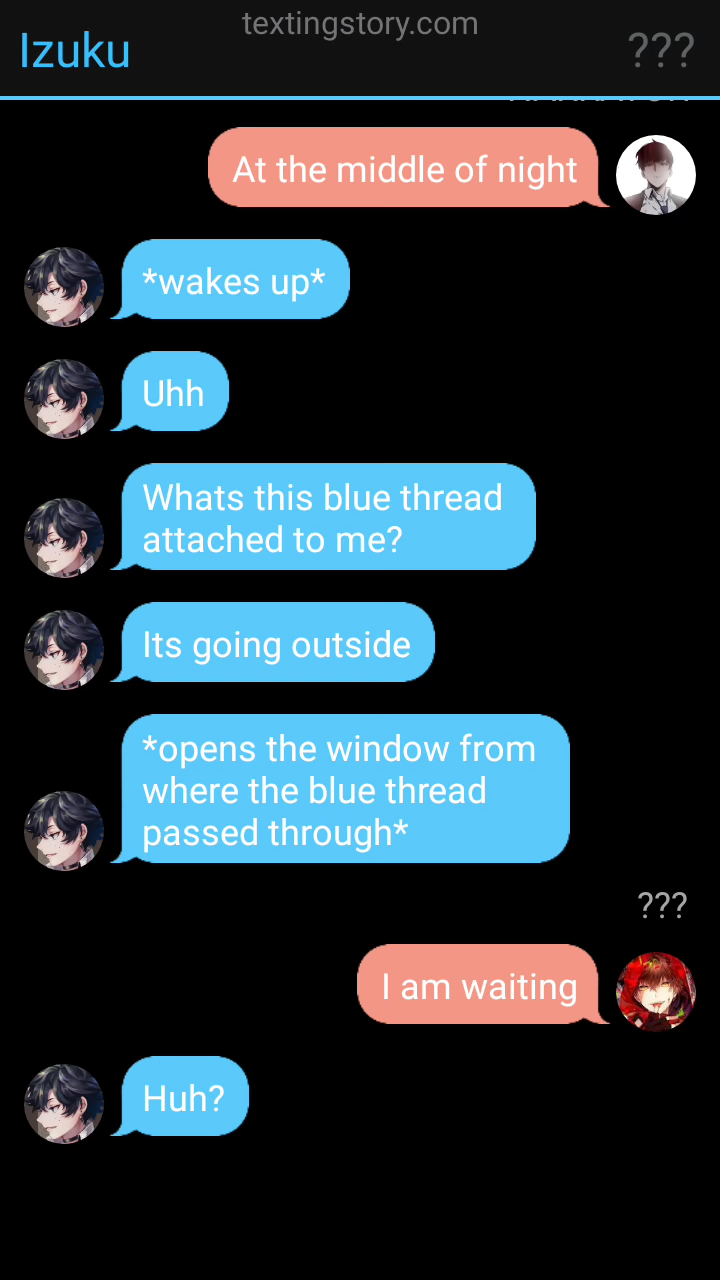 textingstory.com
Izuku
???
At the middle of night
*wakes up*
Uhh
Whats this blue thread
attached to me?
Its going outside
*opens the window from
where the blue thread
passed through*
???
I am waiting
Huh?